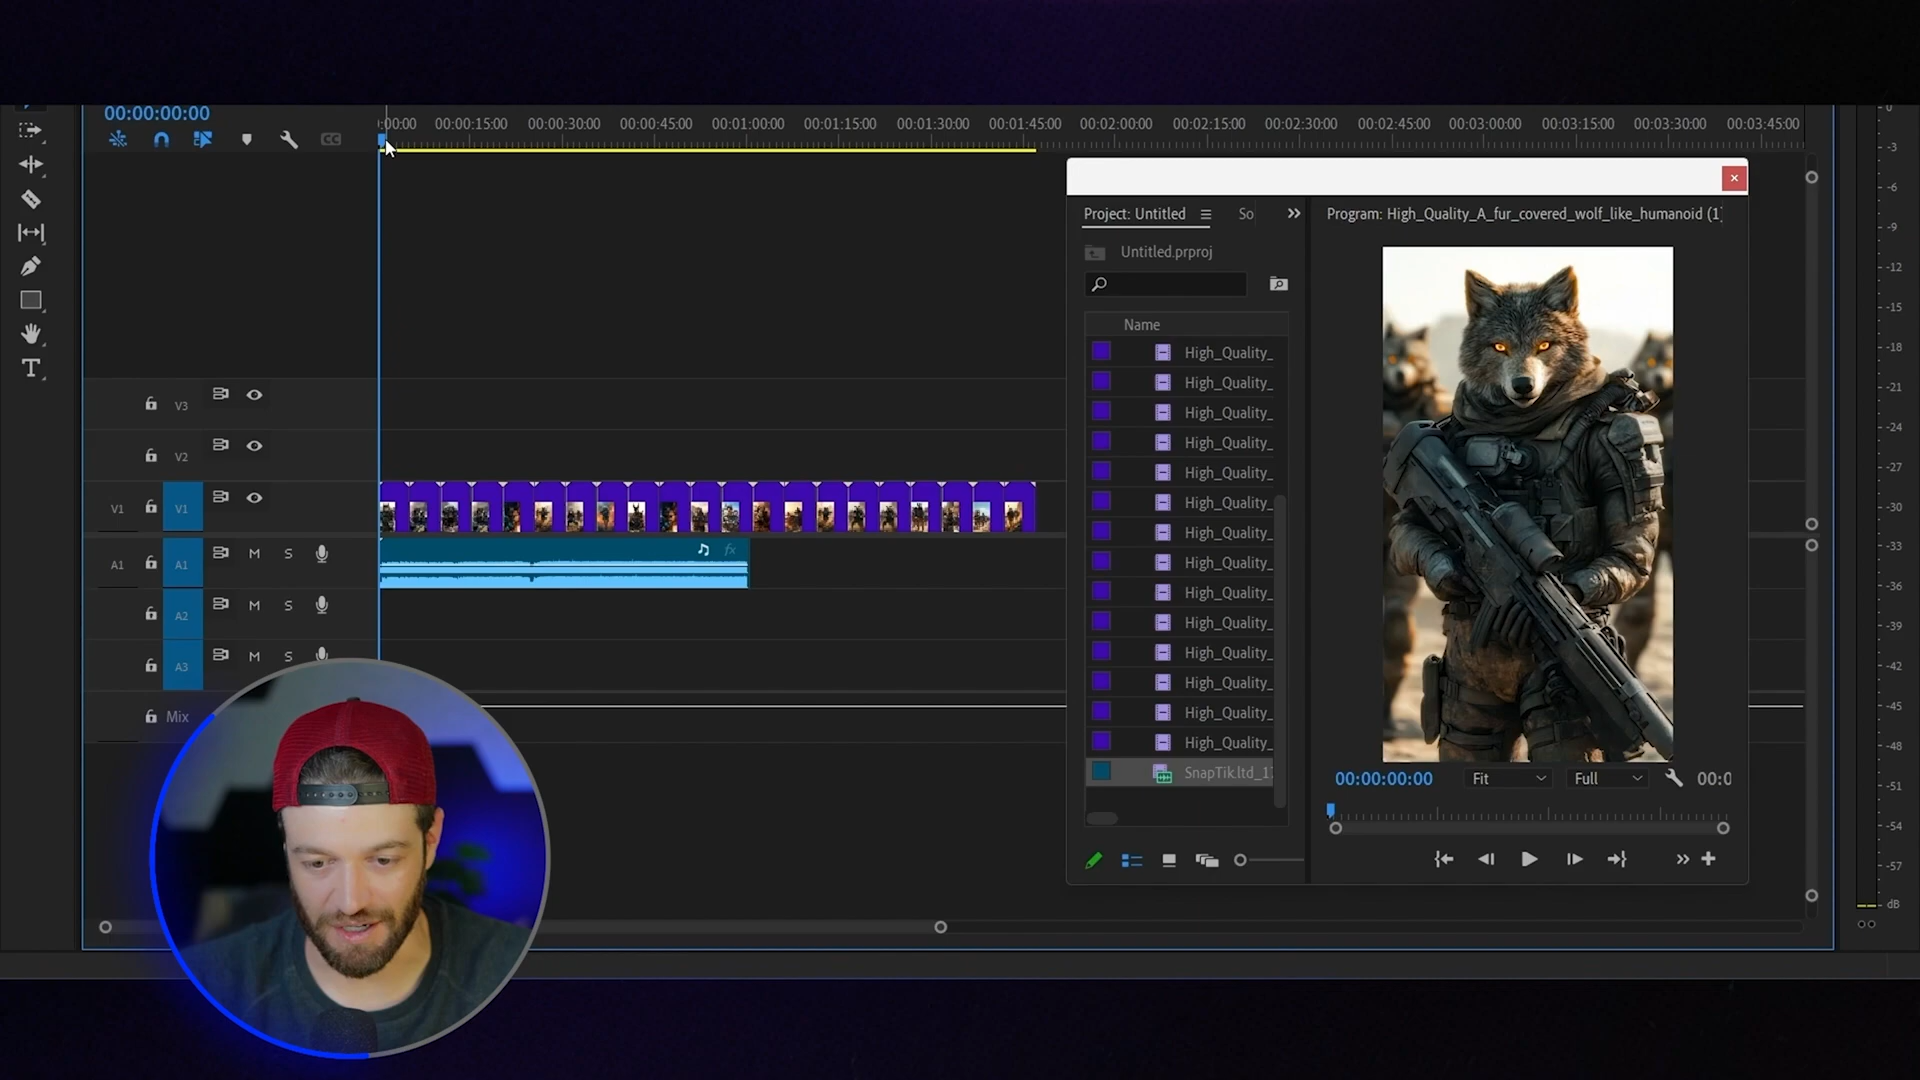 00:00:00:00
:00:00 00:00:15:00 00:00:30:00 00:00:45:00 00:01:00:00 00:01:15:00 00:01:30:00 00:01:45:00 00:02:00:00 00:02:15:00 00:02:30:00 00:02:45:00 00:03:00:00 00:03:15:00 00:03:30:00 00:03:45:00
CC
V3
V2
V1 V1
A1 A1 M S fx
A2 M S
A3 M S
Mix
Project: Untitled So
Untitled.prproj
Name
High_Quality_
High_Quality_
High_Quality_
High_Quality_
High_Quality_
High_Quality_
High_Quality_
High_Quality_
High_Quality_
High_Quality_
High_Quality_
High_Quality_
High_Quality_
High_Quality_
SnapTik.ltd_1
Program: High_Quality_A_fur_covered_wolf_like_humanoid (1)
00:00:00:00 Fit Full 00:0
0
-3
-6
-9
-12
-15
-18
-21
-24
-27
-30
-33
-36
-39
-42
-45
-48
-51
-54
-57
dB